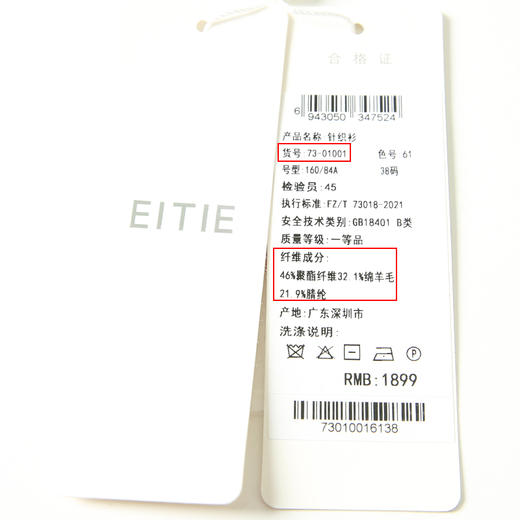 EITIE
合格证
6 943050 347524
产品名称 针织衫
货号 73-01001 色号 61
号型:160/84A 38码
检验员:45
执行标准:FZ/T 73018-2021
安全技术类别:GB18401 B类
质量等级:一等品
纤维成分:
46%聚酯纤维32 1%绵羊毛
21.9%腈纶
产地:广东深圳市
洗涤说明:
P
RMB:1899
73010016138